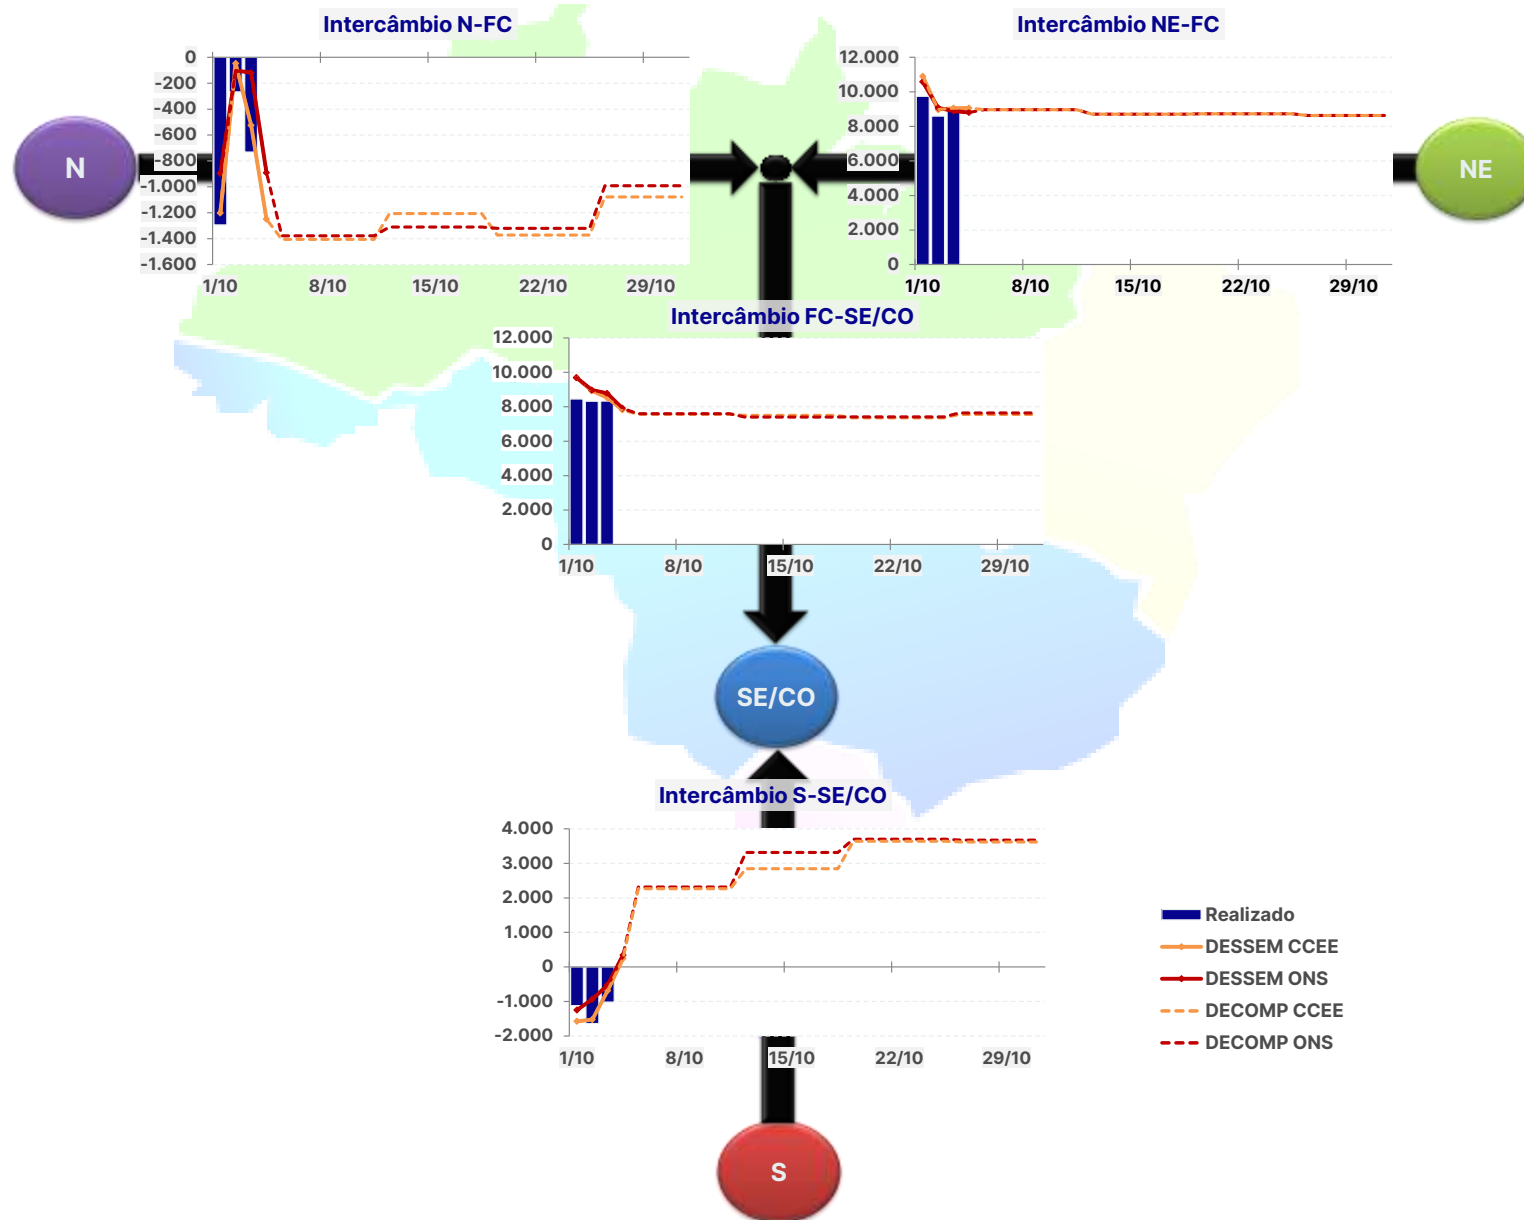 Intercâmbio N-FC
0
-200
-400
-600
-800
-1.000
-1.200
-1.400
-1.600
1/10 8/10 15/10 22/10 29/10
Intercâmbio NE-FC
12.000
10.000
8.000
6.000
4.000
2.000
0
1/10 8/10 15/10 22/10 29/10
N
NE
Intercâmbio FC-SE/CO
12.000
10.000
8.000
6.000
4.000
2.000
0
1/10 8/10 15/10 22/10 29/10
SE/CO
Intercâmbio S-SE/CO
4.000
3.000
2.000
1.000
0
-1.000
-2.000
1/10 8/10 15/10 22/10 29/10
Realizado
DESSEM CCEE
DESSEM ONS
DECOMP CCEE
DECOMP ONS
S